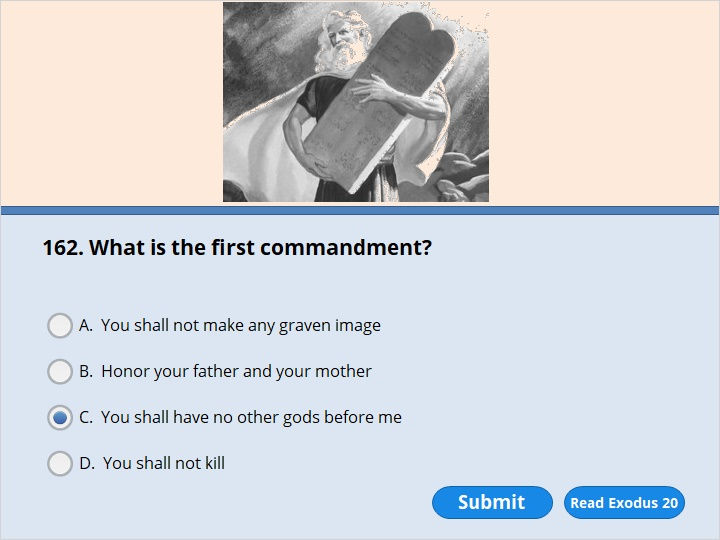 162. What is the first commandment?
A. You shall not make any graven image
B. Honor your father and your mother
C. You shall have no other gods before me
D. You shall not kill
Submit
Read Exodus 20